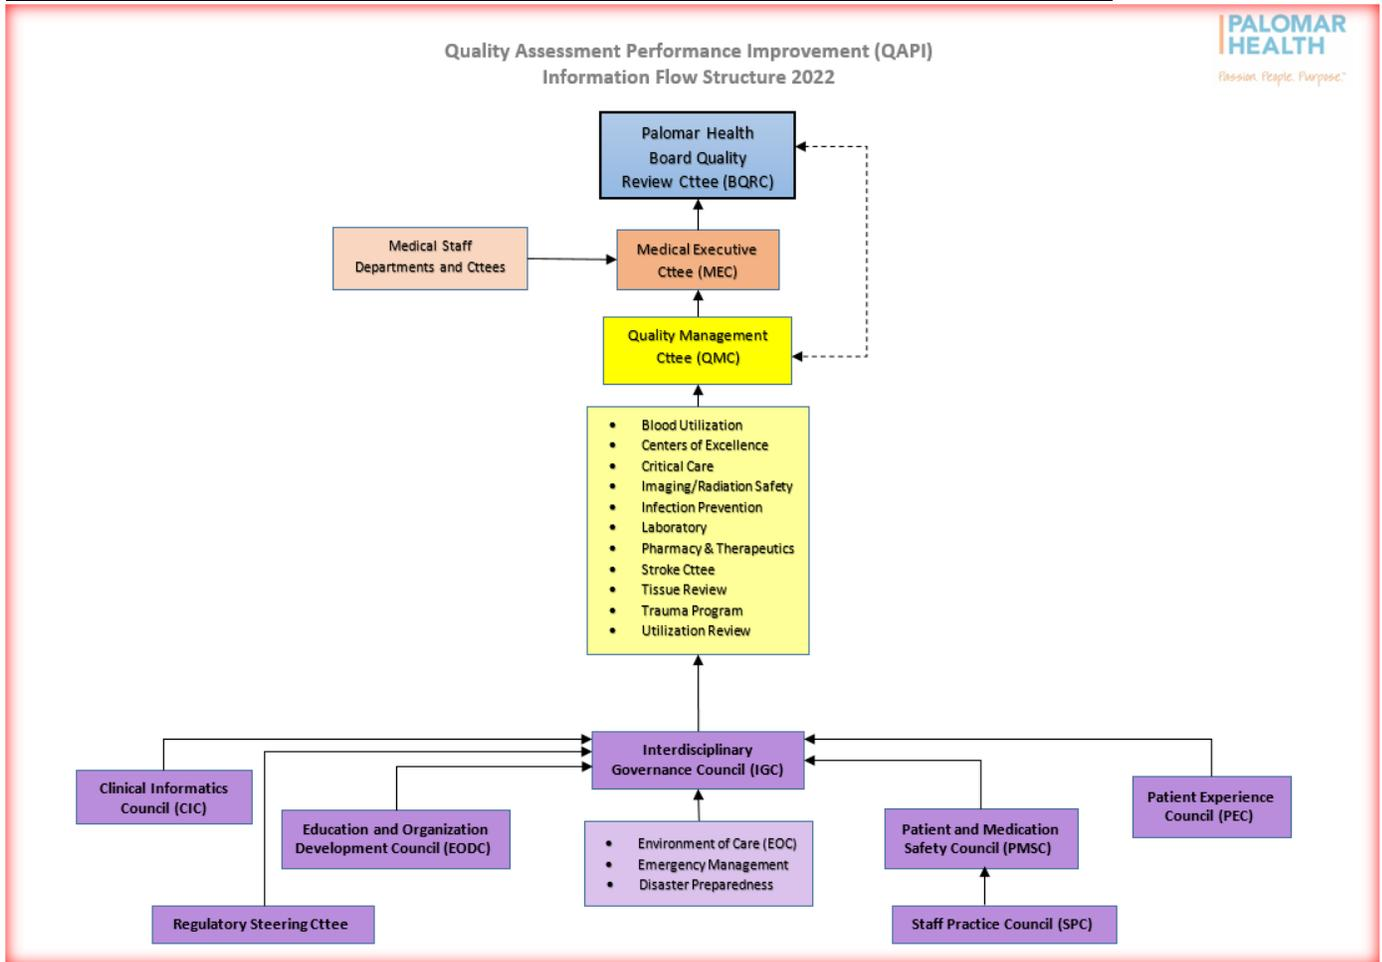 PALOMAR
HEALTH
Passion. People. Purpose.™
Quality Assessment Performance Improvement (QAPI)
Information Flow Structure 2022
Palomar Health
Board Quality
Review Cttee (BQRC)
Medical Staff
Departments and Cttees
Medical Executive
Cttee (MEC)
Quality Management
Cttee (QMC)
• Blood Utilization
• Centers of Excellence
• Critical Care
• Imaging/Radiation Safety
• Infection Prevention
• Laboratory
• Pharmacy & Therapeutics
• Stroke Cttee
• Tissue Review
• Trauma Program
• Utilization Review
Interdisciplinary
Governance Council (IGC)
Clinical Informatics
Council (CIC)
Education and Organization
Development Council (EODC)
• Environment of Care (EOC)
• Emergency Management
• Disaster Preparedness
Patient and Medication
Safety Council (PMSC)
Patient Experience
Council (PEC)
Regulatory Steering Cttee
Staff Practice Council (SPC)